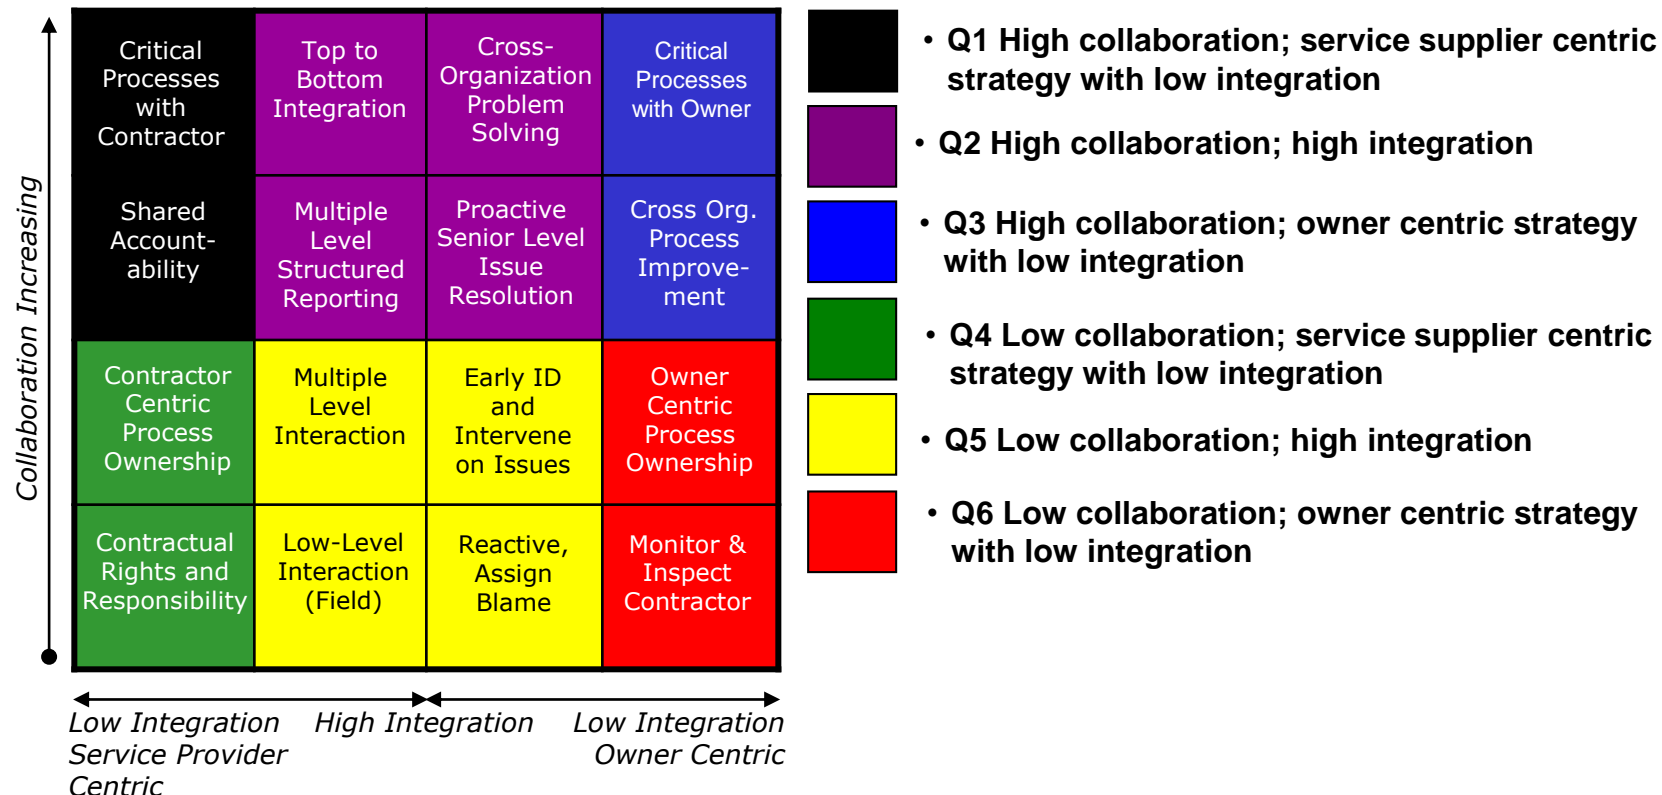 Critical
Processes
with
Contractor
Top to
Bottom
Integration
Cross-
Organization
Problem
Solving
Critical
Processes
with Owner
Shared
Account-
ability
Multiple
Level
Structured
Reporting
Proactive
Senior Level
Issue
Resolution
Cross Org.
Process
Improve-
ment
Contractor
Centric
Process
Ownership
Multiple
Level
Interaction
Early ID
and
Intervene
on Issues
Owner
Centric
Process
Ownership
Contractual
Rights and
Responsibility
Low-Level
Interaction
(Field)
Reactive,
Assign
Blame
Monitor &
Inspect
Contractor
Collaboration Increasing
Low Integration
Service Provider
Centric
High Integration
Low Integration
Owner Centric
• Q1 High collaboration; service supplier centric
strategy with low integration
• Q2 High collaboration; high integration
• Q3 High collaboration; owner centric strategy
with low integration
• Q4 Low collaboration; service supplier centric
strategy with low integration
• Q5 Low collaboration; high integration
• Q6 Low collaboration; owner centric strategy
with low integration